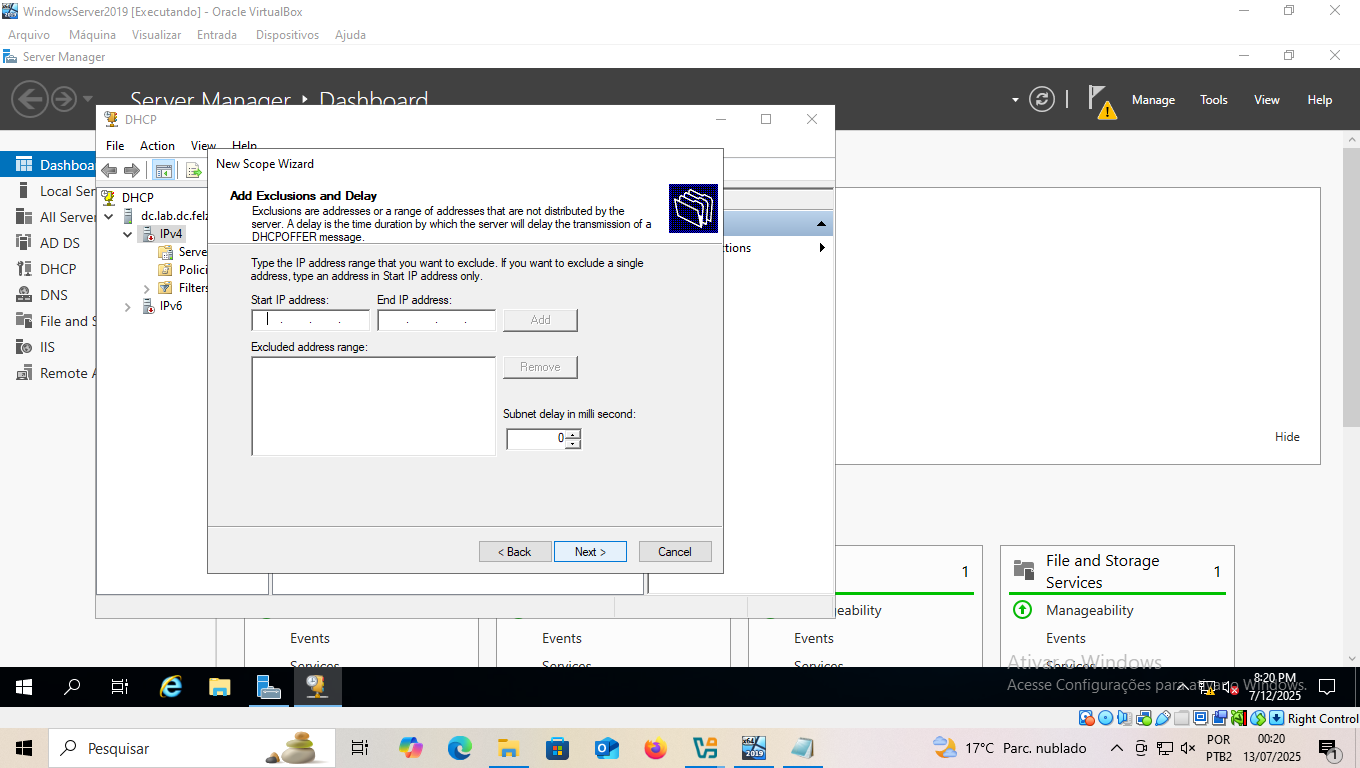 WindowsServer2019 [Executando] - Oracle VirtualBox
Arquivo Máquina Visualizar Entrada Dispositivos Ajuda
Server Manager
Server Manager Dashboard
Manage Tools View Help
DHCP
File Action View Help
New Scope Wizard
Add Exclusions and Delay
Exclusions are addresses or a range of addresses that are not distributed by the
server. A delay is the time duration by which the server will delay the transmission of a
DHCPOFFER message.
Type the IP address range that you want to exclude. If you want to exclude a single
address, type an address in Start IP address only.
Start IP address: End IP address:
Add
Excluded address range:
Remove
Subnet delay in milli second:
0
< Back Next > Cancel
DHCP
dc.lab.dc.felz
IPv4
Serve
Polici
Filters
IPv6
ctions
Dashboa
Local Ser
All Server
AD DS
DHCP
DNS
File and S
IIS
Remote A
Hide
1
eability
File and Storage
Services
1
Manageability
Events Events Events Events
Services Services Services Services
Ativar o Windows
Acesse Configurações para ativar o Windows.
8:20 PM
7/12/2025
Right Control
Pesquisar
x64
2019
17°C Parc. nublado
POR
PTB2
00:20
13/07/2025
1